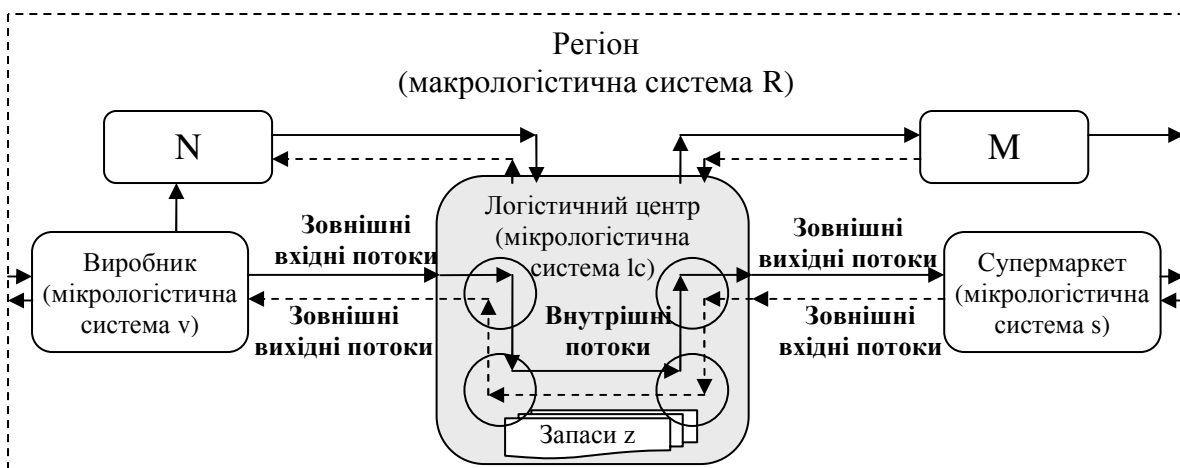 Регіон
(макрологістична система R)
N
M
Виробник
(мікрологістична
система v)
Зовнішні
вхідні потоки
Зовнішні
вихідні потоки
Логістичний центр
(мікрологістична
система lc)
Внутрішні
потоки
Запаси z
Зовнішні
вихідні потоки
Зовнішні
вхідні потоки
Супермаркет
(мікрологістична
система s)